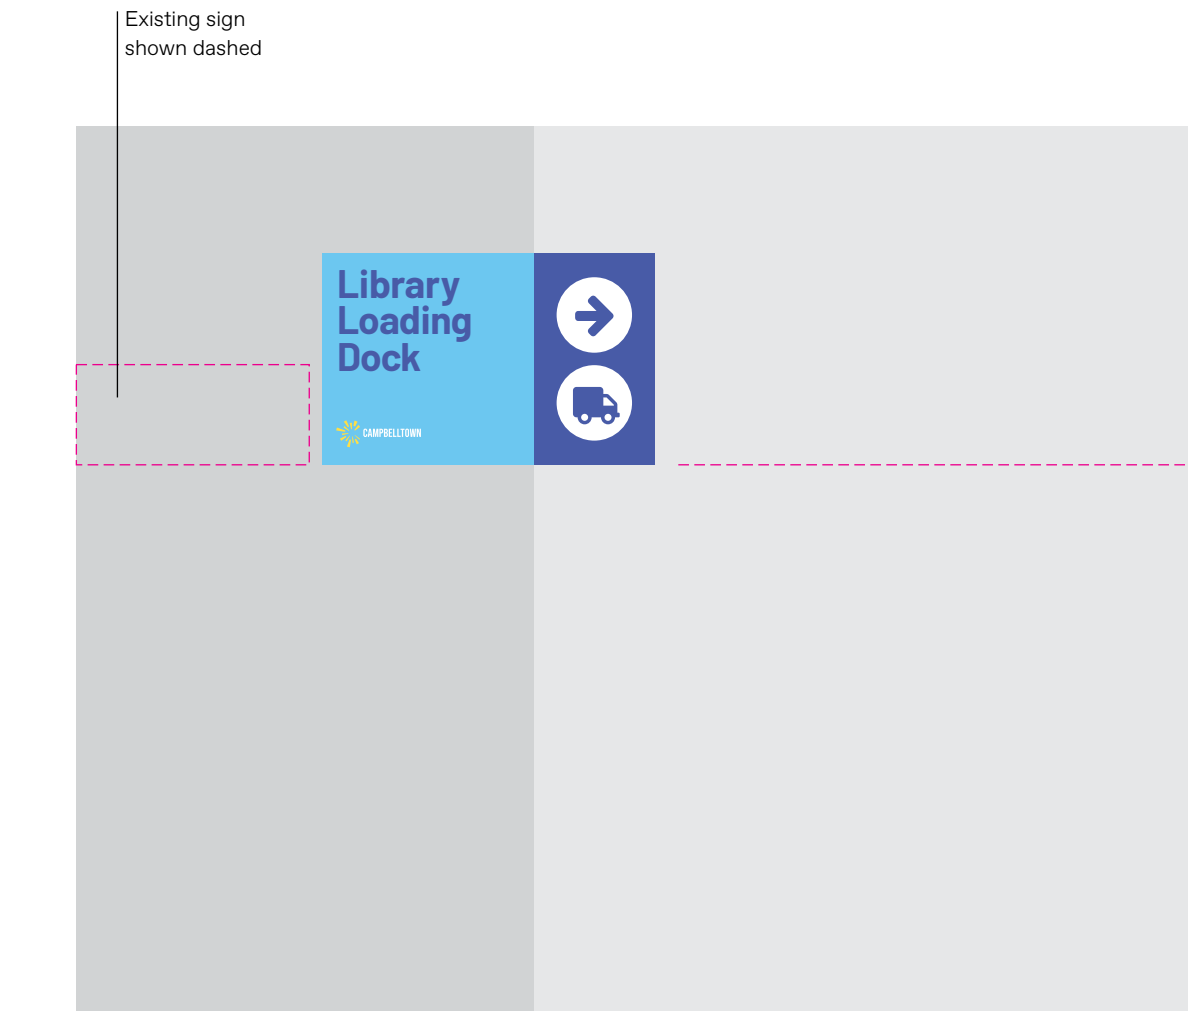 Existing sign
shown dashed
Library
Loading
Dock
CAMPBELLTOWN